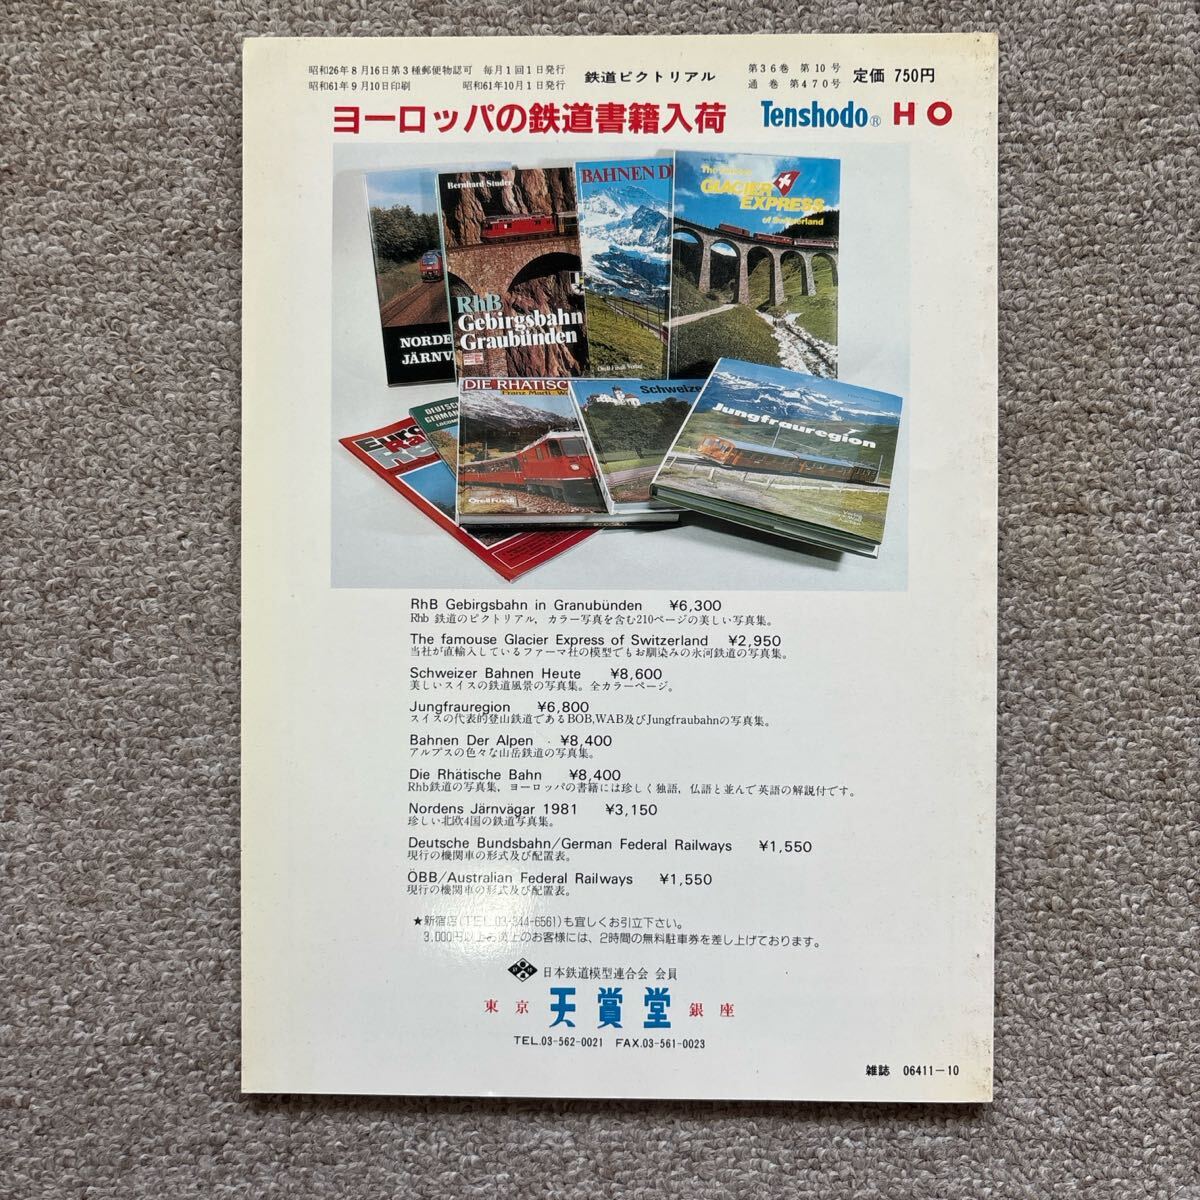 昭和26年8月16日第3種郵便物認可 毎月1回1日発行
昭和61年9月10日印刷 昭和61年10月1日発行
鉄道ピクトリアル
第36巻 第10号
通巻 第470号
定価 750円
ヨーロッパの鉄道書籍入荷 Tenshodo® HO
Bernhard Studer
RhB
Gebirgsbahn
Graubünden
NORDE
JÄRNV
BAHNEN D
Orell Füssli Verlag
The
GLACIER
EXPRESS
of Switzerland
DIE RHÄTISC
Franz Marti
Orell Füssli
Schweize
Jungfrauregion
RhB Gebirgsbahn in Granubünden ¥6,300
Rhb 鉄道のピクトリアル，カラー写真を含む210ページの美しい写真集。
The famouse Glacier Express of Switzerland ¥2,950
当社が直輸入しているファーマ社の模型でもお馴染みの氷河鉄道の写真集。
Schweizer Bahnen Heute ¥8,600
美しいスイスの鉄道風景の写真集。全カラーページ。
Jungfrauregion ¥6,800
スイスの代表的登山鉄道であるBOB,WAB及びJungfraubahnの写真集。
Bahnen Der Alpen ¥8,400
アルプスの色々な山岳鉄道の写真集。
Die Rhätische Bahn ¥8,400
Rhb鉄道の写真集，ヨーロッパの書籍には珍しく独語，仏語と並んで英語の解説付です。
Nordens Järnvägar 1981 ¥3,150
珍しい北欧4国の鉄道写真集。
Deutsche Bundsbahn/German Federal Railways ¥1,550
現行の機関車の形式及び配置表。
ÖBB/Australian Federal Railways ¥1,550
現行の機関車の形式及び配置表。
★新宿店(TEL.03-344-6561)も宜しくお引立下さい。
3,000円以上お買上のお客様には、2時間の無料駐車券を差し上げております。
日本鉄道模型連合会 会員
東京 天賞堂 銀座
TEL.03-562-0021 FAX.03-561-0023
雑誌 06411-10